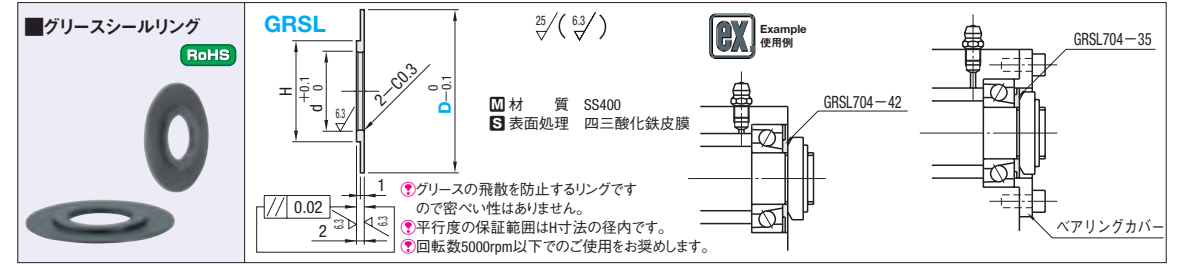 ■グリースシールリング
RoHS
GRSL
25/( 6.3/)
H
+0.1
0
d
0
6.3
2-C0.3
0
D-0.1
1
// 0.02
6.3
6.3
2
M 材 質 SS400
S 表面処理 四三酸化鉄皮膜
グリースの飛散を防止するリングです
ので密ぺい性はありません。
平行度の保証範囲はH寸法の径内です。
回転数5000rpm以下でのご使用をお奨めします。
ex. Example
使用例
GRSL704-42
GRSL704-35
ベアリングカバー